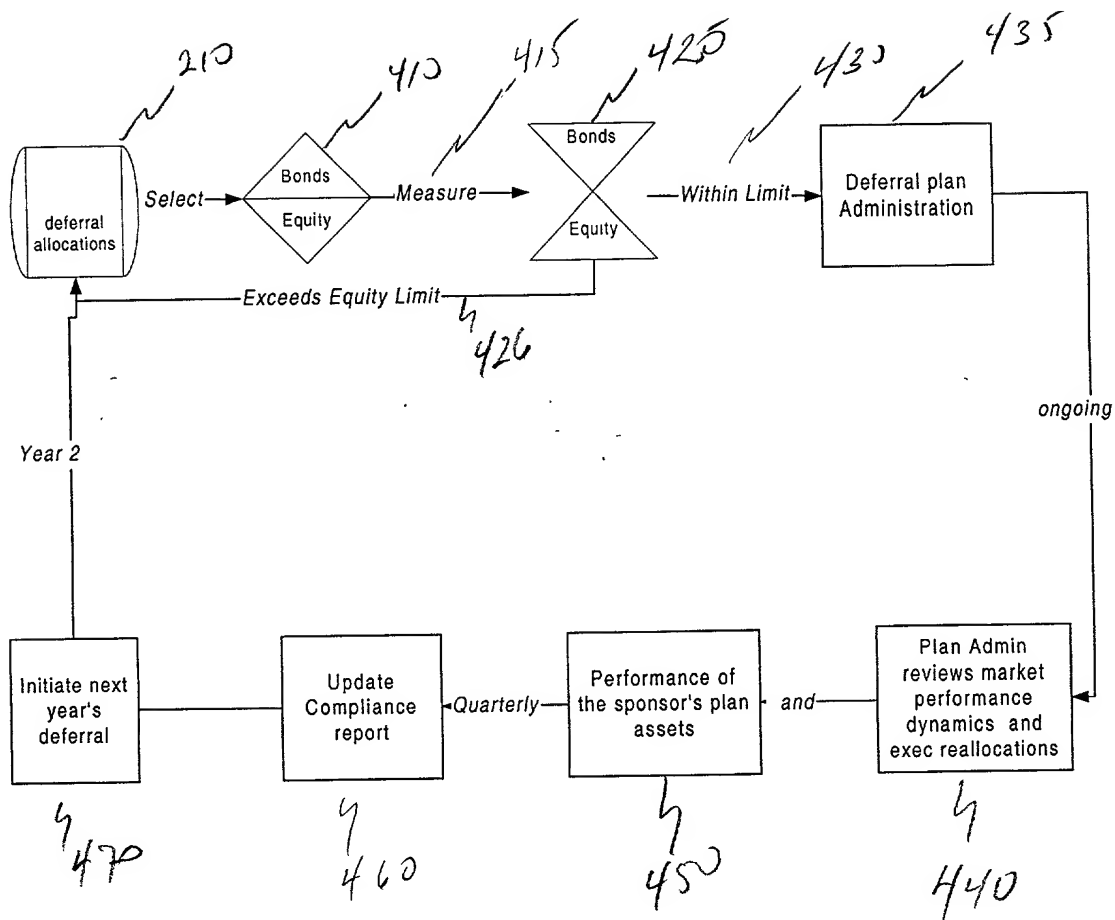 210
410
415
420
430
435
deferral
allocations
Select
Bonds
Equity
Measure
Bonds
Equity
Within Limit
Deferral plan
Administration
Exceeds Equity Limit
426
ongoing
Year 2
Initiate next
year's
deferral
Update
Compliance
report
Quarterly
Performance of
the sponsor's plan
assets
and
Plan Admin
reviews market
performance
dynamics and
exec reallocations
470
460
450
440